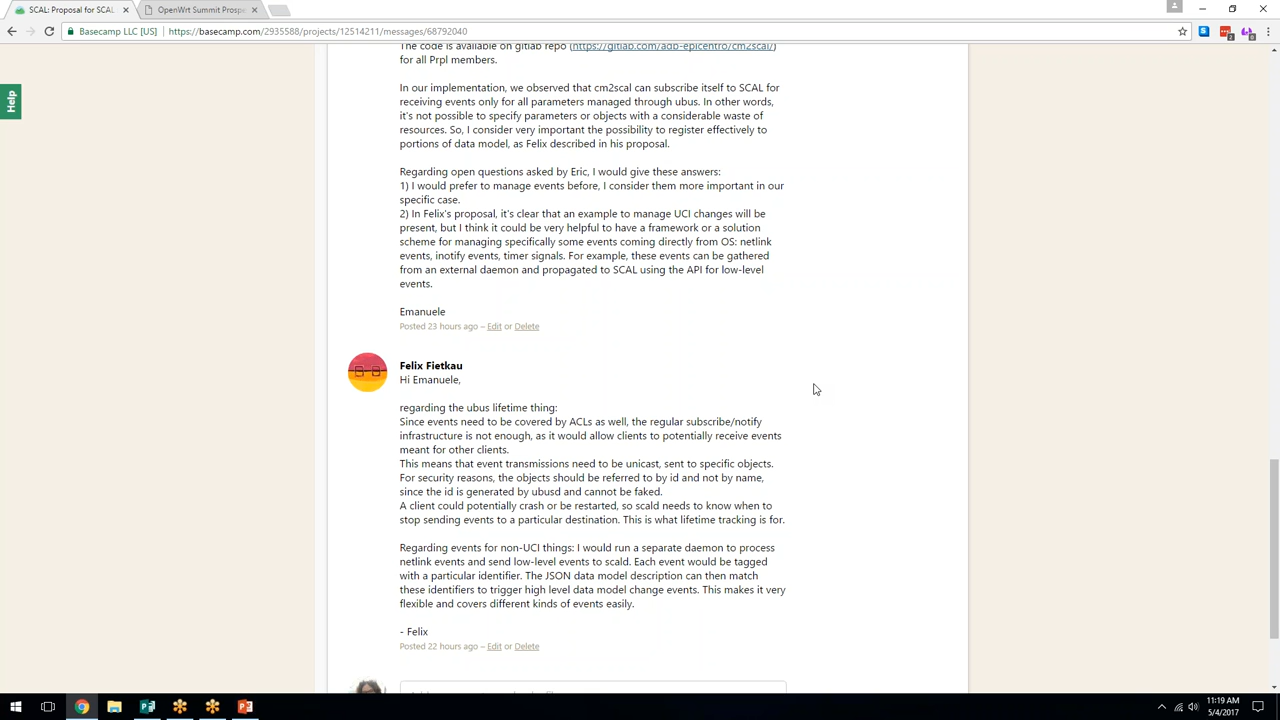 SCAL: Proposal for SCAL
OpenWrt Summit Prosp
Basecamp LLC [US]
https://basecamp.com/2935588/projects/12514211/messages/68792040
Help
The code is available on gitlab repo (https://gitlab.com/adb-epicentro/cm2scal/)
for all Prpl members.
In our implementation, we observed that cm2scal can subscribe itself to SCAL for
receiving events only for all parameters managed through ubus. In other words,
it's not possible to specify parameters or objects with a considerable waste of
resources. So, I consider very important the possibility to register effectively to
portions of data model, as Felix described in his proposal.
Regarding open questions asked by Eric, I would give these answers:
1) I would prefer to manage events before, I consider them more important in our
specific case.
2) In Felix's proposal, it's clear that an example to manage UCI changes will be
present, but I think it could be very helpful to have a framework or a solution
scheme for managing specifically some events coming directly from OS: netlink
events, inotify events, timer signals. For example, these events can be gathered
from an external daemon and propagated to SCAL using the API for low-level
events.
Emanuele
Posted 23 hours ago – Edit or Delete
Felix Fietkau
Hi Emanuele,
regarding the ubus lifetime thing:
Since events need to be covered by ACLs as well, the regular subscribe/notify
infrastructure is not enough, as it would allow clients to potentially receive events
meant for other clients.
This means that event transmissions need to be unicast, sent to specific objects.
For security reasons, the objects should be referred to by id and not by name,
since the id is generated by ubusd and cannot be faked.
A client could potentially crash or be restarted, so scald needs to know when to
stop sending events to a particular destination. This is what lifetime tracking is for.
Regarding events for non-UCI things: I would run a separate daemon to process
netlink events and send low-level events to scald. Each event would be tagged
with a particular identifier. The JSON data model description can then match
these identifiers to trigger high level data model change events. This makes it very
flexible and covers different kinds of events easily.
- Felix
Posted 22 hours ago – Edit or Delete
11:19 AM
5/4/2017